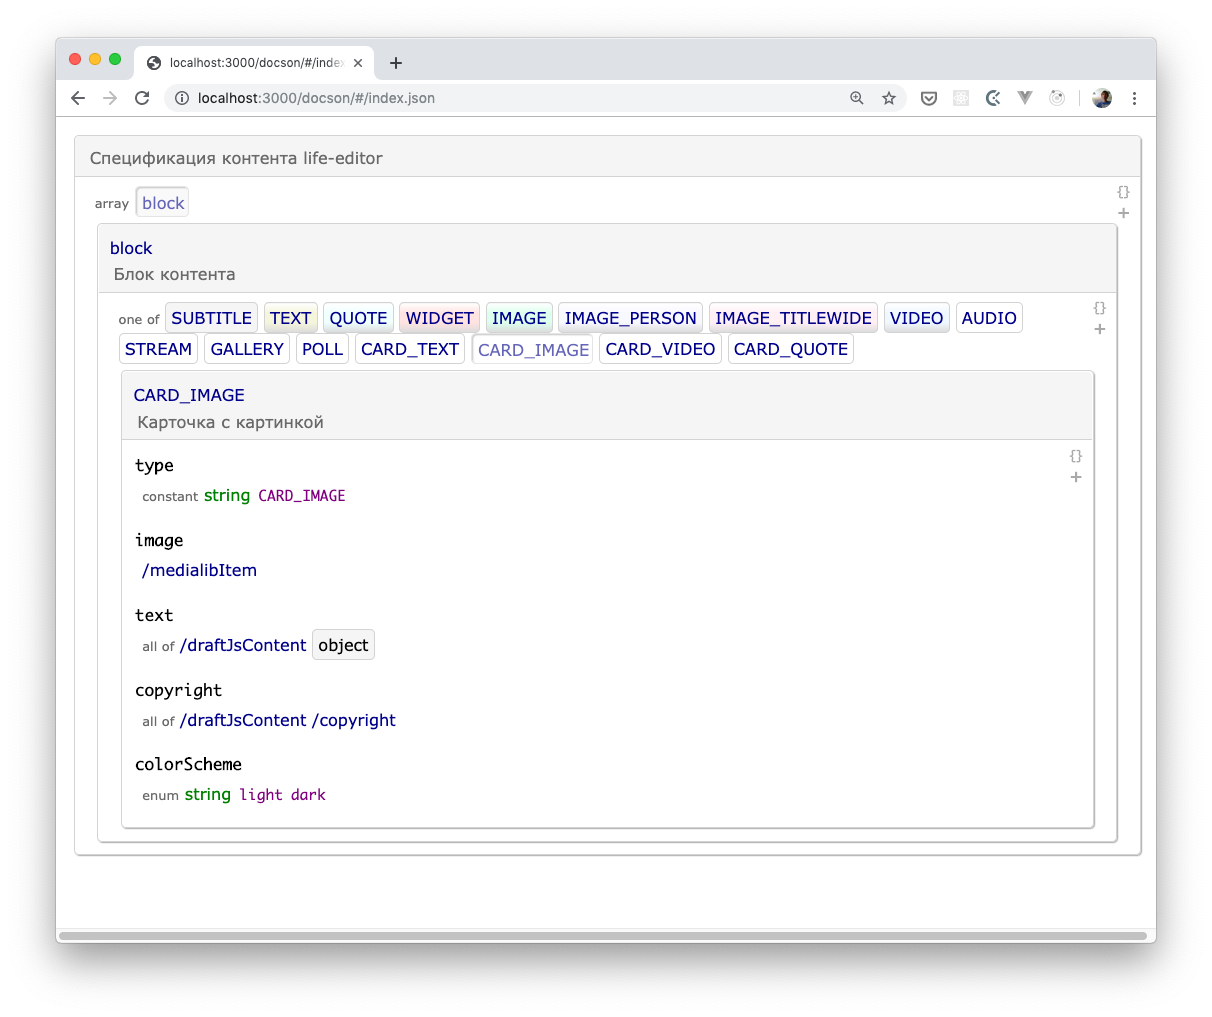 localhost:3000/docson/#/inde
localhost:3000/docson/#/index.json
Спецификация контента life-editor
array block
{}
+
block
Блок контента
one of SUBTITLE TEXT QUOTE WIDGET IMAGE IMAGE_PERSON IMAGE_TITLEWIDE VIDEO AUDIO
{}
+
STREAM GALLERY POLL CARD_TEXT CARD_IMAGE CARD_VIDEO CARD_QUOTE
CARD_IMAGE
Карточка с картинкой
type
{}
+
constant string CARD_IMAGE
image
/medialibItem
text
all of /draftJsContent object
copyright
all of /draftJsContent /copyright
colorScheme
enum string light dark